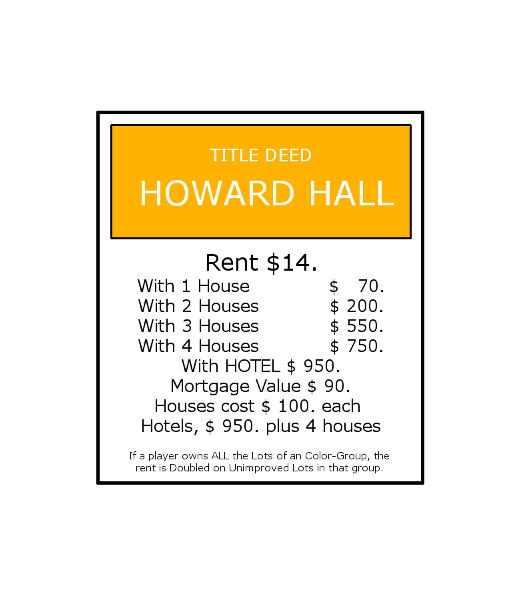 TITLE DEED
HOWARD HALL
Rent $14.
With 1 House $ 70.
With 2 Houses $ 200.
With 3 Houses $ 550.
With 4 Houses $ 750.
With HOTEL $ 950.
Mortgage Value $ 90.
Houses cost $ 100. each
Hotels, $ 950. plus 4 houses
If a player owns ALL the Lots of an Color-Group, the
rent is Doubled on Unimproved Lots in that group.